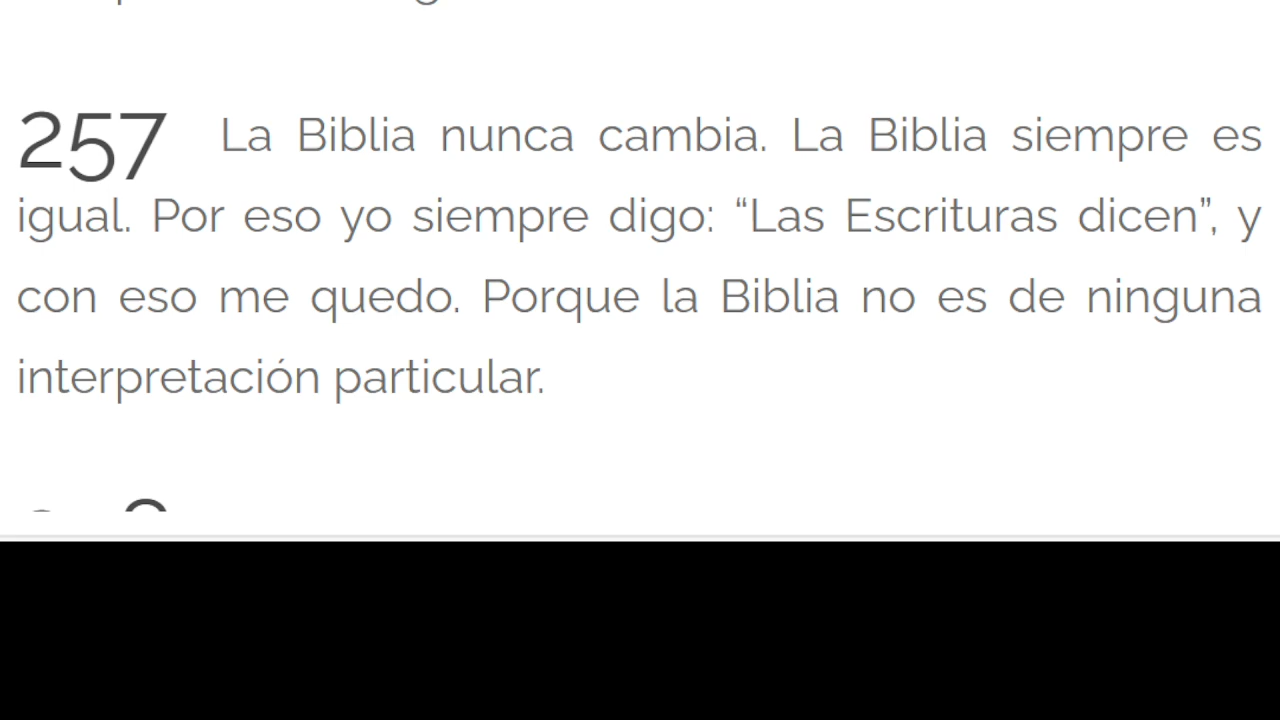 257 La Biblia nunca cambia. La Biblia siempre es
igual. Por eso yo siempre digo: “Las Escrituras dicen”, y
con eso me quedo. Porque la Biblia no es de ninguna
interpretación particular.